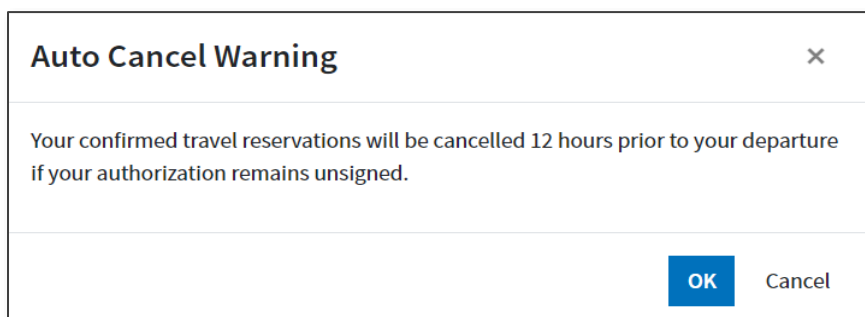 Auto Cancel Warning
Your confirmed travel reservations will be cancelled 12 hours prior to your departure
if your authorization remains unsigned.
OK Cancel